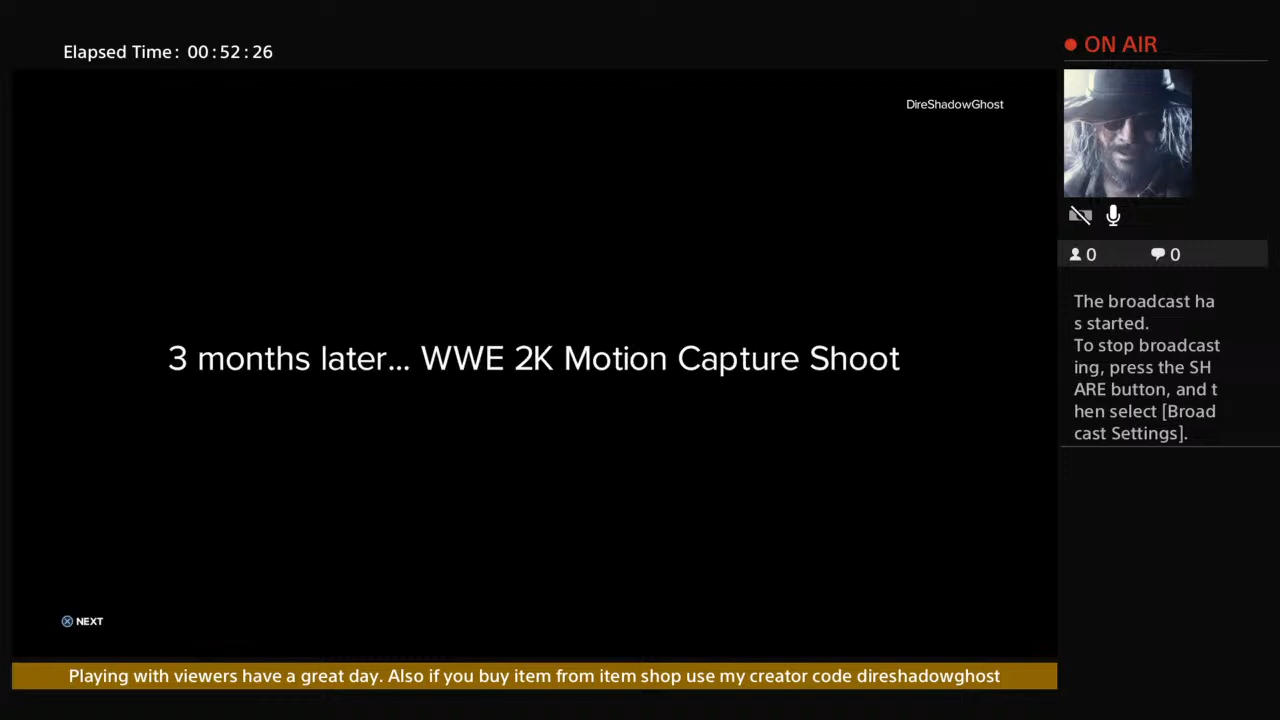 Elapsed Time: 00:52:26
ON AIR
DireShadowGhost
0 0
The broadcast ha
s started.
To stop broadcast
ing, press the SH
ARE button, and t
hen select [Broad
cast Settings].
3 months later... WWE 2K Motion Capture Shoot
NEXT
Playing with viewers have a great day. Also if you buy item from item shop use my creator code direshadowghost